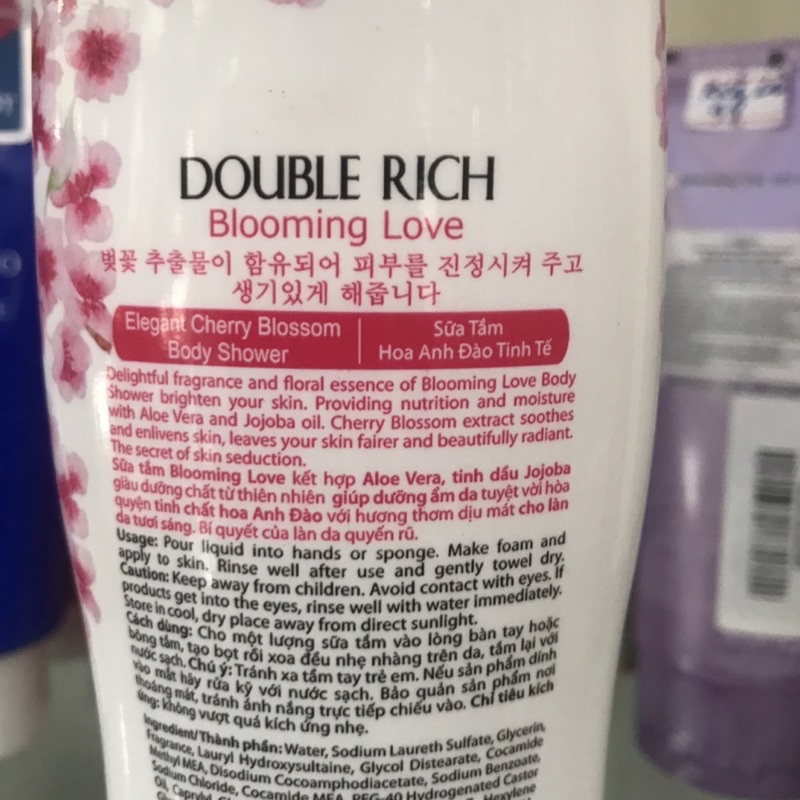 DOUBLE RICH
Blooming Love
벚꽃 추출물이 함유되어 피부를 진정시켜 주고
생기있게 해줍니다
Elegant Cherry Blossom
Body Shower
Sữa Tắm
Hoa Anh Đào Tinh Tế
Delightful fragrance and floral essence of Blooming Love Body
Shower brighten your skin. Providing nutrition and moisture
with Aloe Vera and Jojoba oil. Cherry Blossom extract soothes
and enlivens skin, leaves your skin fairer and beautifully radiant.
The secret of skin seduction.
Sữa tắm Blooming Love kết hợp Aloe Vera, tinh dầu Jojoba
giàu dưỡng chất từ thiên nhiên giúp dưỡng ẩm da tuyệt vời hòa
quyện tinh chất hoa Anh Đào với hương thơm dịu mát cho làn
da tươi sáng. Bí quyết của làn da quyến rũ.
Usage: Pour liquid into hands or sponge. Make foam and
apply to skin. Rinse well after use and gently towel dry.
Caution: Keep away from children. Avoid contact with eyes. If
products get into the eyes, rinse well with water immediately.
Store in cool, dry place away from direct sunlight.
Cách dùng: Cho một lượng sữa tắm vào lòng bàn tay hoặc
bông tắm, tạo bọt rồi xoa đều nhẹ nhàng trên da, tắm lại với
nước sạch. Chú ý: Tránh xa tầm tay trẻ em. Nếu sản phẩm dính
vào mắt hãy rửa kỹ với nước sạch. Bảo quản sản phẩm nơi
thoáng mát, tránh ánh nắng trực tiếp chiếu vào. Chỉ tiêu kích
ứng: không vượt quá kích ứng nhẹ.
Ingredient/Thành phần: Water, Sodium Laureth Sulfate, Glycerin,
Fragrance, Lauryl Hydroxysultaine, Glycol Distearate, Cocamide
Methyl MEA, Disodium Cocoamphodiacetate, Sodium Benzoate,
Sodium Chloride, Cocamide MEA, PEG-40 Hydrogenated Castor
Oil, Hexylene